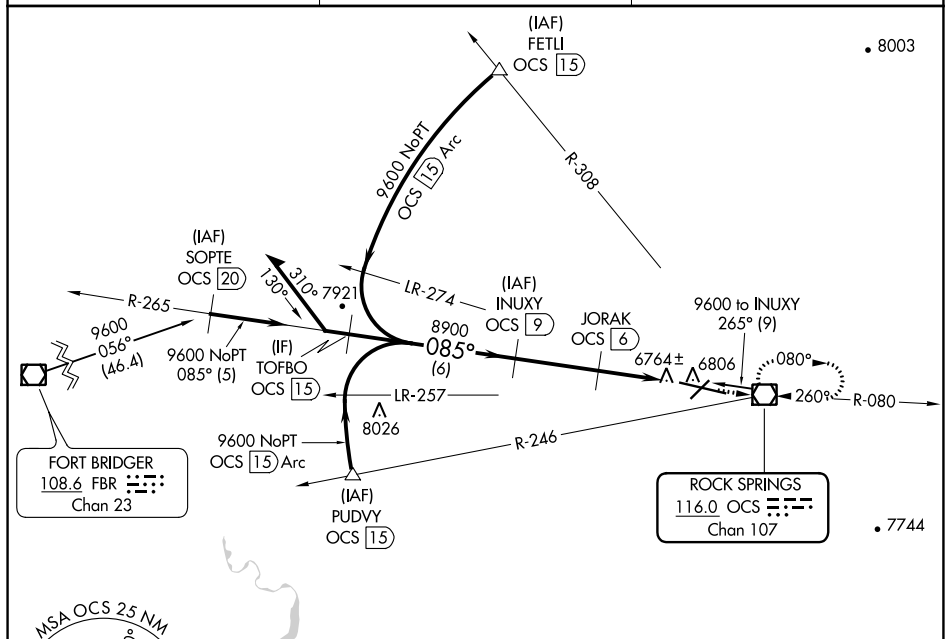 (IAF)
FETLI
OCS 15
8003
9600 NoPT
OCS 15 Arc
R-308
(IAF)
SOPTE
OCS 20
R-265
310°
130°
7921
LR-274
(IAF)
INUXY
OCS 9
JORAK
OCS 6
9600 to INUXY
265° (9)
9600
056°
(46.4)
9600 NoPT
085° (5)
(IF)
TOFBO
OCS 15
8900
085°
(6)
6764±
6806
080°
260°
R-080
LR-257
8026
9600 NoPT
OCS 15 Arc
R-246
FORT BRIDGER
108.6 FBR
Chan 23
(IAF)
PUDVY
OCS 15
ROCK SPRINGS
116.0 OCS
Chan 107
7744
MSA OCS 25 NM